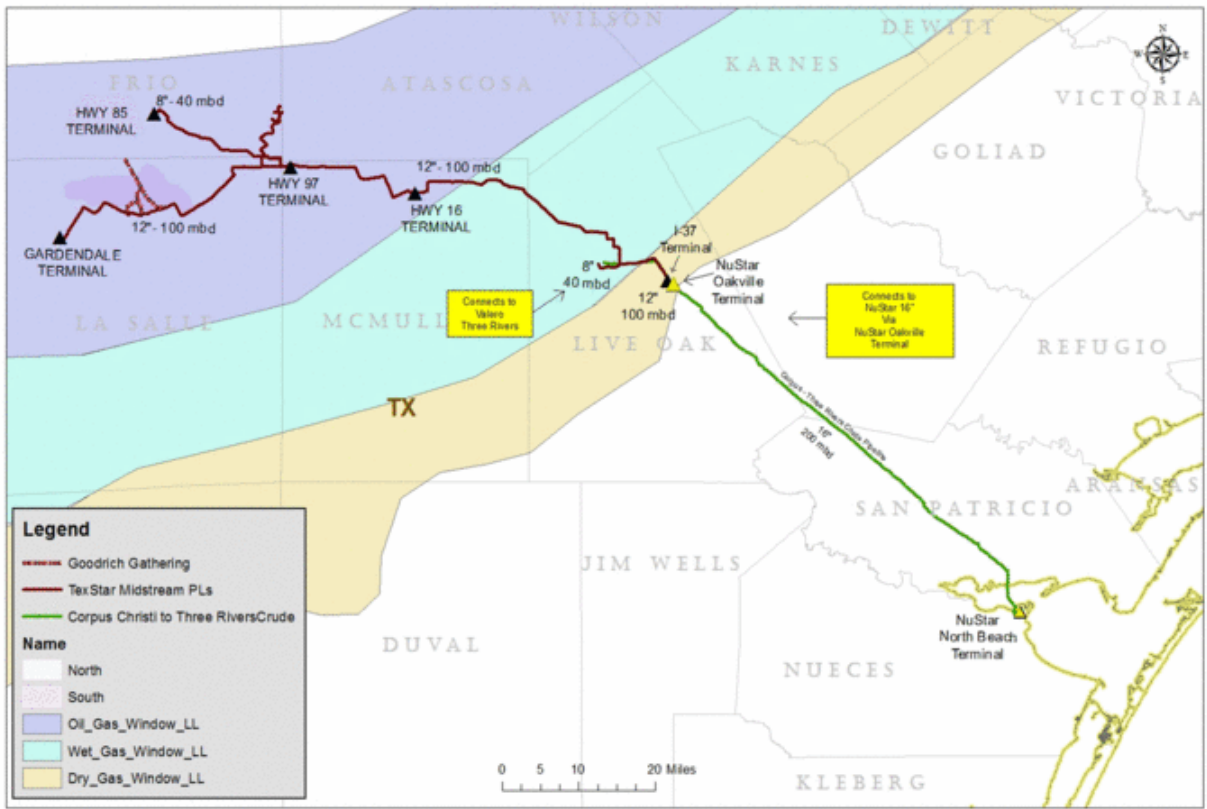 WILSON
DEWITT
KARNES
FRIO
ATASCOSA
N
W
E
S
VICTORIA
8"- 40 mbd
HWY 85
TERMINAL
GOLIAD
12"- 100 mbd
HWY 97
TERMINAL
HWY 16
TERMINAL
12"- 100 mbd
GARDENDALE
TERMINAL
I-37
Terminal
NuStar
Oakville
Terminal
8"
40 mbd
12"
100 mbd
Connects to
Valero
Three Rivers
Connects to
NuStar 16"
Via
NuStar Oakville
Terminal
LA SALLE
MCMULL
LIVE OAK
REFUGIO
TX
16"
200 mbd
ARANSAS
SAN PATRICIO
JIM WELLS
DUVAL
NUECES
KLEBERG
NuStar
North Beach
Terminal
Legend
Goodrich Gathering
TexStar Midstream PLs
Corpus Christi to Three RiversCrude
Name
North
South
Oil_Gas_Window_LL
Wet_Gas_Window_LL
Dry_Gas_Window_LL
0 5 10 20 Miles